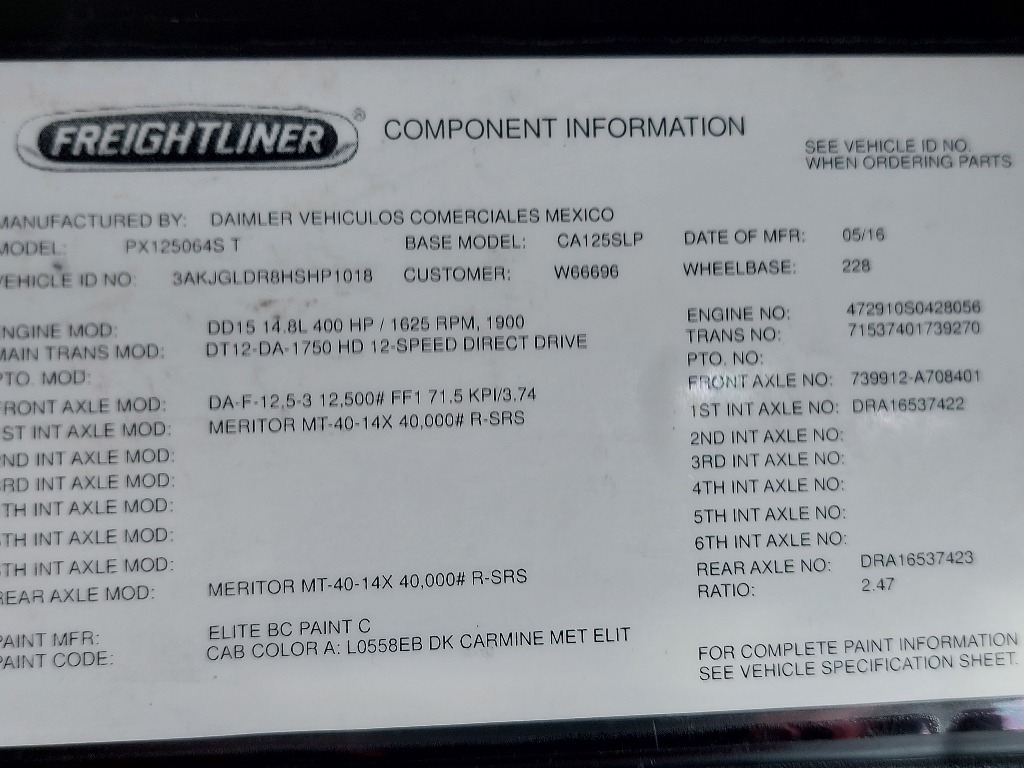 FREIGHTLINER ®
COMPONENT INFORMATION
SEE VEHICLE ID NO.
WHEN ORDERING PARTS
MANUFACTURED BY: DAIMLER VEHICULOS COMERCIALES MEXICO
MODEL: PX125064S T BASE MODEL: CA125SLP DATE OF MFR: 05/16
VEHICLE ID NO: 3AKJGLDR8HSHP1018 CUSTOMER: W66696 WHEELBASE: 228
ENGINE MOD: DD15 14.8L 400 HP / 1625 RPM, 1900 ENGINE NO: 472910S0428056
MAIN TRANS MOD: DT12-DA-1750 HD 12-SPEED DIRECT DRIVE TRANS NO: 71537401739270
PTO. MOD: PTO. NO:
FRONT AXLE MOD: DA-F-12.5-3 12,500# FF1 71.5 KPI/3.74 FRONT AXLE NO: 739912-A708401
1ST INT AXLE MOD: MERITOR MT-40-14X 40,000# R-SRS 1ST INT AXLE NO: DRA16537422
2ND INT AXLE MOD: 2ND INT AXLE NO:
3RD INT AXLE MOD: 3RD INT AXLE NO:
TH INT AXLE MOD: 4TH INT AXLE NO:
TH INT AXLE MOD: 5TH INT AXLE NO:
TH INT AXLE MOD: 6TH INT AXLE NO:
REAR AXLE MOD: MERITOR MT-40-14X 40,000# R-SRS REAR AXLE NO: DRA16537423
RATIO: 2.47
PAINT MFR: ELITE BC PAINT C
PAINT CODE: CAB COLOR A: L0558EB DK CARMINE MET ELIT
FOR COMPLETE PAINT INFORMATION
SEE VEHICLE SPECIFICATION SHEET.